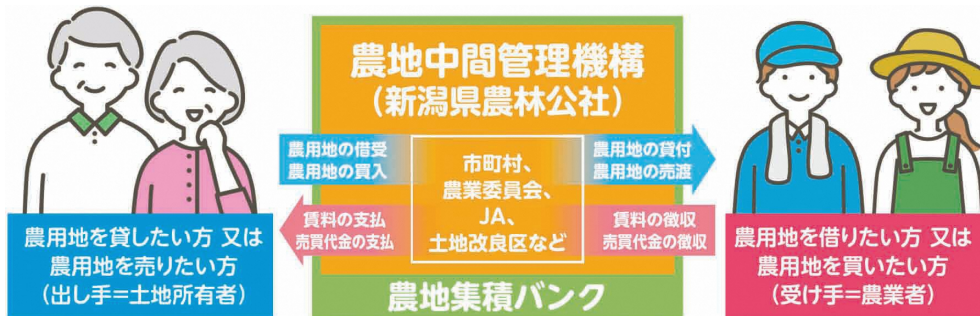 農地中間管理機構
（新潟県農林公社）
農用地の借受
農用地の買入
市町村、
農業委員会、
JA、
土地改良区など
農用地の貸付
農用地の売渡
賃料の支払
売買代金の支払
賃料の徴収
売買代金の徴収
農用地を貸したい方 又は
農用地を売りたい方
（出し手＝土地所有者）
農用地を借りたい方 又は
農用地を買いたい方
（受け手＝農業者）
農地集積バンク